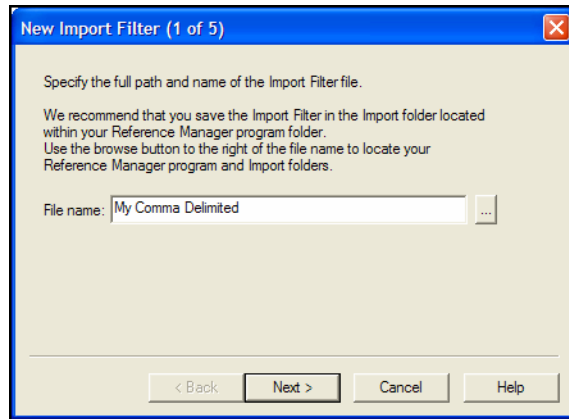 New Import Filter (1 of 5)
Specify the full path and name of the Import Filter file.
We recommend that you save the Import Filter in the Import folder located
within your Reference Manager program folder.
Use the browse button to the right of the file name to locate your
Reference Manager program and Import folders.
File name: My Comma Delimited ...
< Back Next > Cancel Help